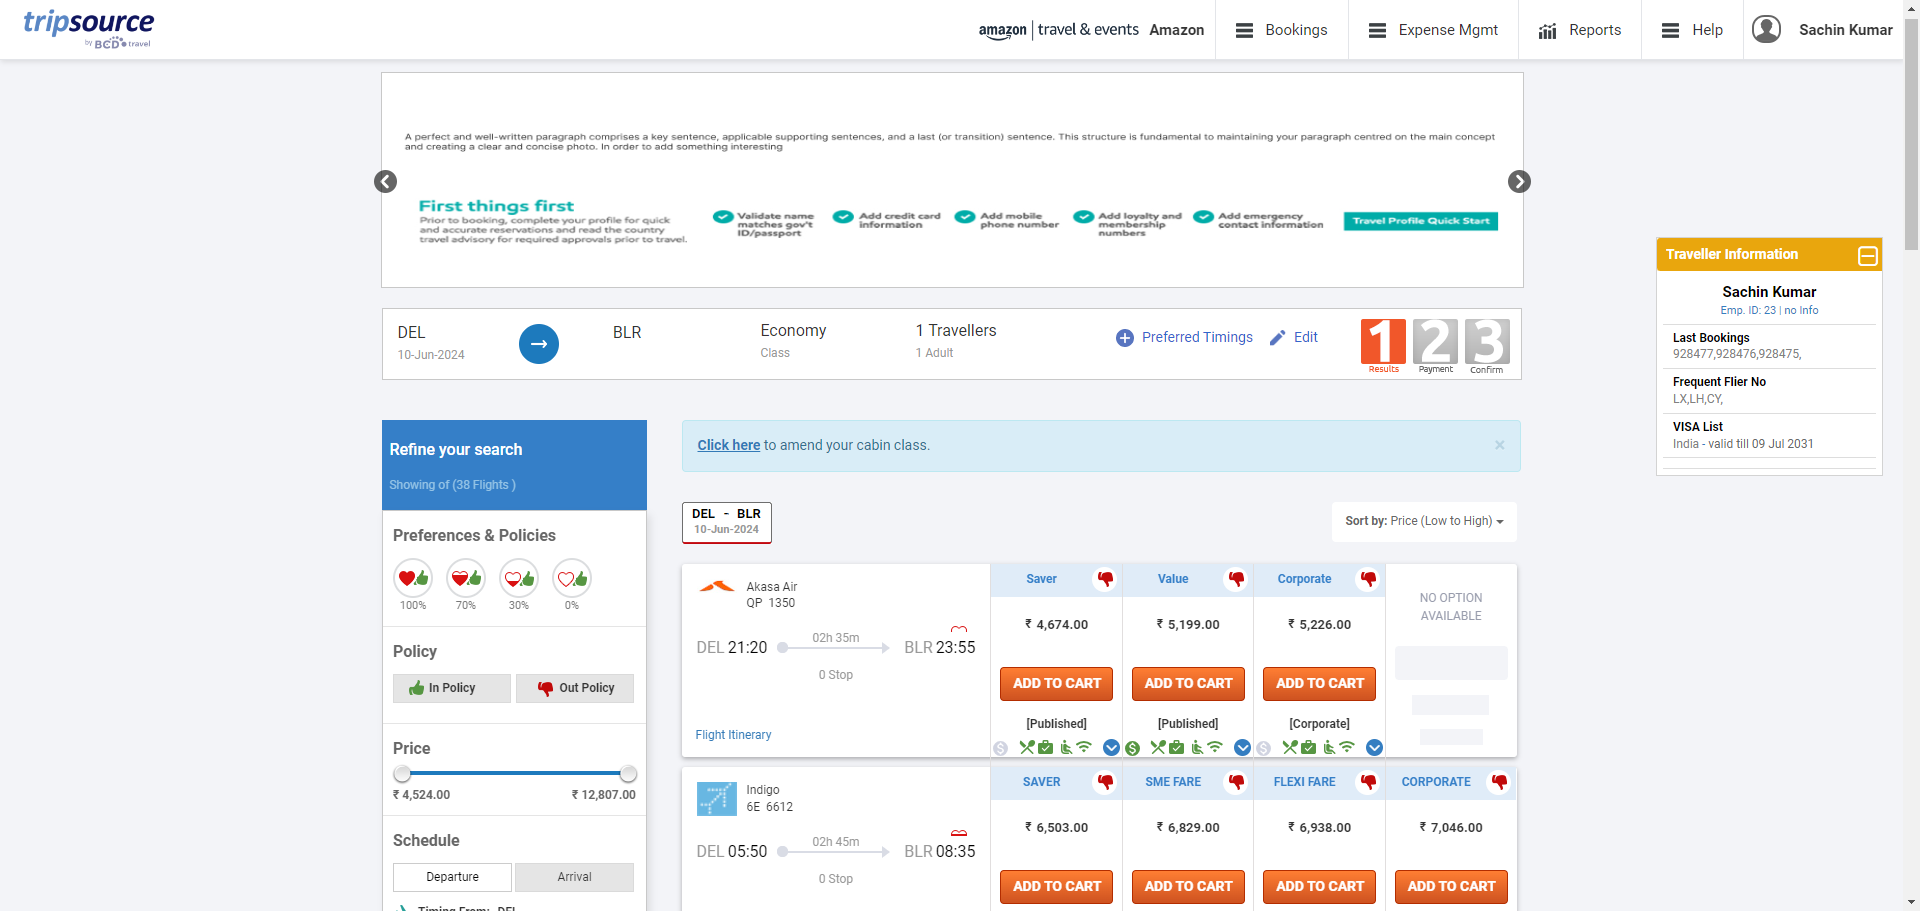 tripsource
by BCD travel
amazon | travel & events Amazon
Bookings
Expense Mgmt
Reports
Help
Sachin Kumar
A perfect and well-written paragraph comprises a key sentence, applicable supporting sentences, and a last (or transition) sentence. This structure is fundamental to maintaining your paragraph centred on the main concept
and creating a clear and concise photo. In order to add something interesting
First things first
Prior to booking, complete your profile for quick
and accurate reservations and read the country
travel advisory for required approvals prior to travel.
Validate name
matches gov't
ID/passport
Add credit card
information
Add mobile
phone number
Add loyalty and
membership
numbers
Add emergency
contact information
Travel Profile Quick Start
Traveller Information
Sachin Kumar
Emp. ID: 23 | no Info
Last Bookings
928477,928476,928475,
Frequent Flier No
LX,LH,CY,
VISA List
India - valid till 09 Jul 2031
DEL
10-Jun-2024
BLR
Economy
Class
1 Travellers
1 Adult
Preferred Timings
Edit
1 2 3
Results Payment Confirm
Refine your search
Showing of (38 Flights )
Preferences & Policies
100% 70% 30% 0%
Policy
In Policy
Out Policy
Price
₹ 4,524.00
₹ 12,807.00
Schedule
Departure
Arrival
Timing From: DEL
Click here to amend your cabin class.
×
DEL - BLR
10-Jun-2024
Sort by: Price (Low to High)
Akasa Air
QP 1350
DEL 21:20
02h 35m
BLR 23:55
0 Stop
Flight Itinerary
Saver
₹ 4,674.00
ADD TO CART
[Published]
Value
₹ 5,199.00
ADD TO CART
[Published]
Corporate
₹ 5,226.00
ADD TO CART
[Corporate]
NO OPTION
AVAILABLE
Indigo
6E 6612
DEL 05:50
02h 45m
BLR 08:35
0 Stop
SAVER
₹ 6,503.00
ADD TO CART
SME FARE
₹ 6,829.00
ADD TO CART
FLEXI FARE
₹ 6,938.00
ADD TO CART
CORPORATE
₹ 7,046.00
ADD TO CART